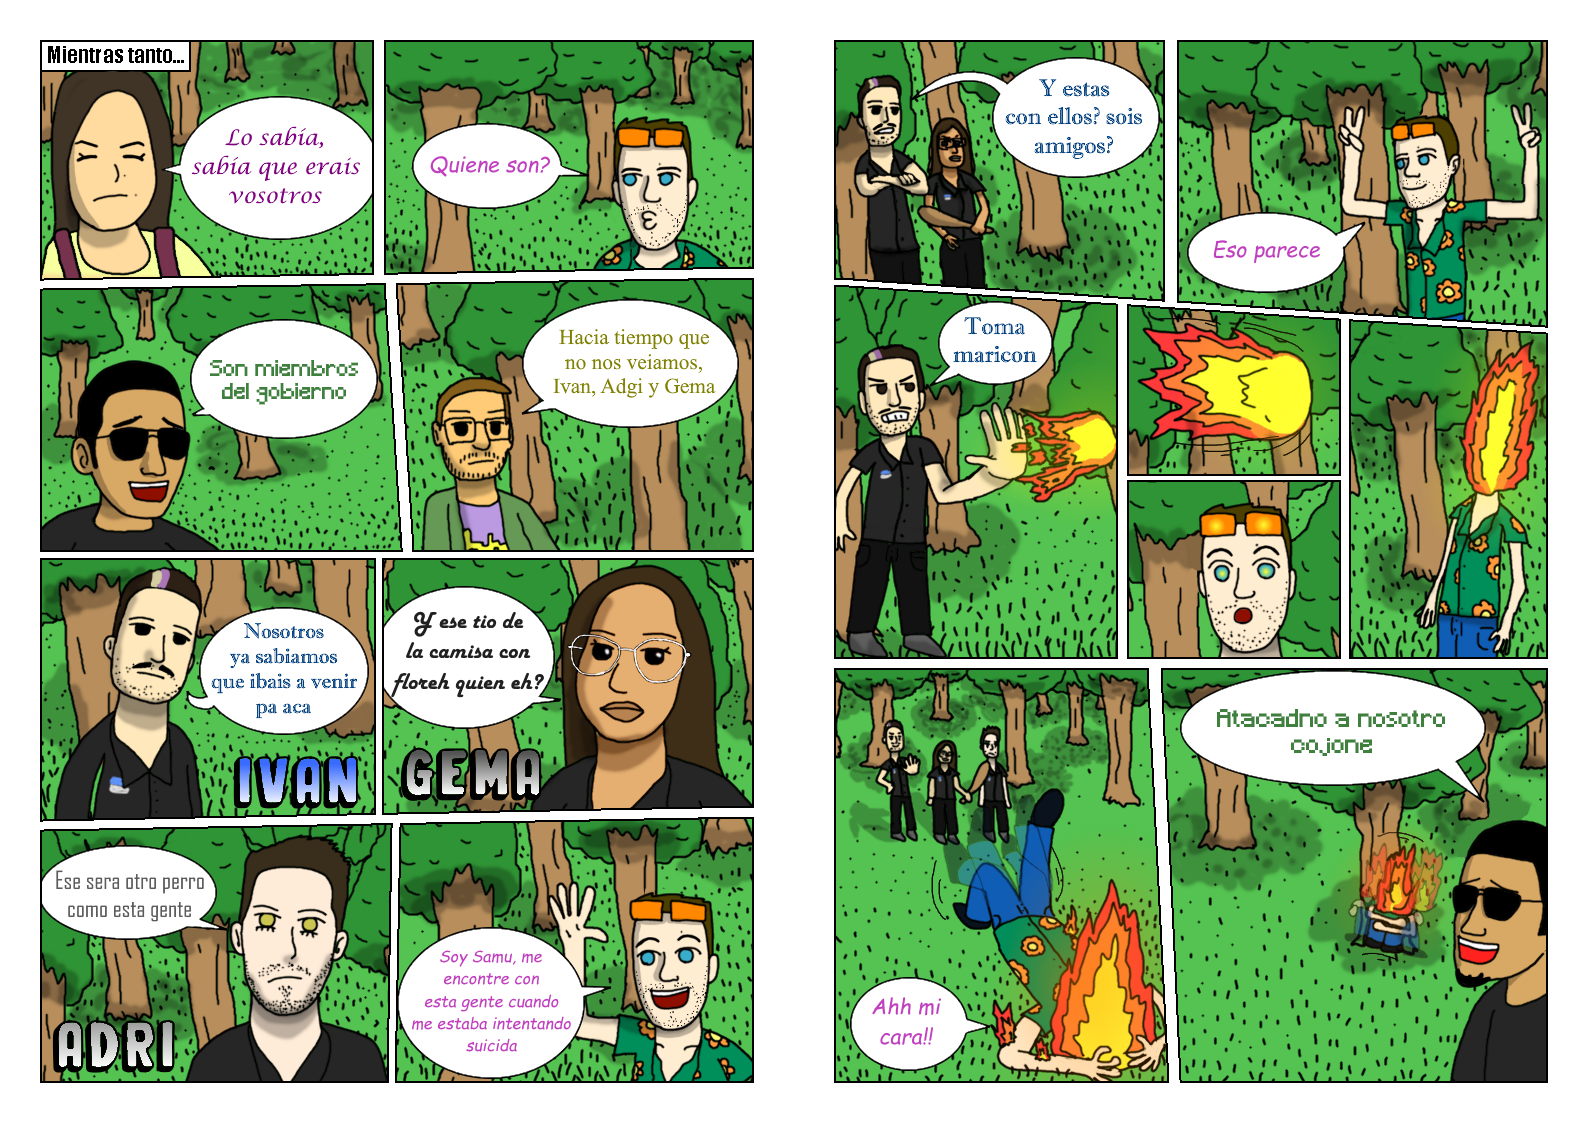 Mientras tanto...
Lo sabía,
sabía que erais
vosotros
Quiene son?
Son miembros
del gobierno
Hacia tiempo que
no nos veiamos,
Ivan, Adgi y Gema
Nosotros
ya sabiamos
que ibais a venir
pa aca
IVAN
Y ese tio de
la camisa con
floreh quien eh?
GEMA
Ese sera otro perro
como esta gente
ADRI
Soy Samu, me
encontre con
esta gente cuando
me estaba intentando
suicida
Y estas
con ellos? sois
amigos?
Eso parece
Toma
maricon
Ahh mi
cara!!
Atacadno a nosotro
cojone